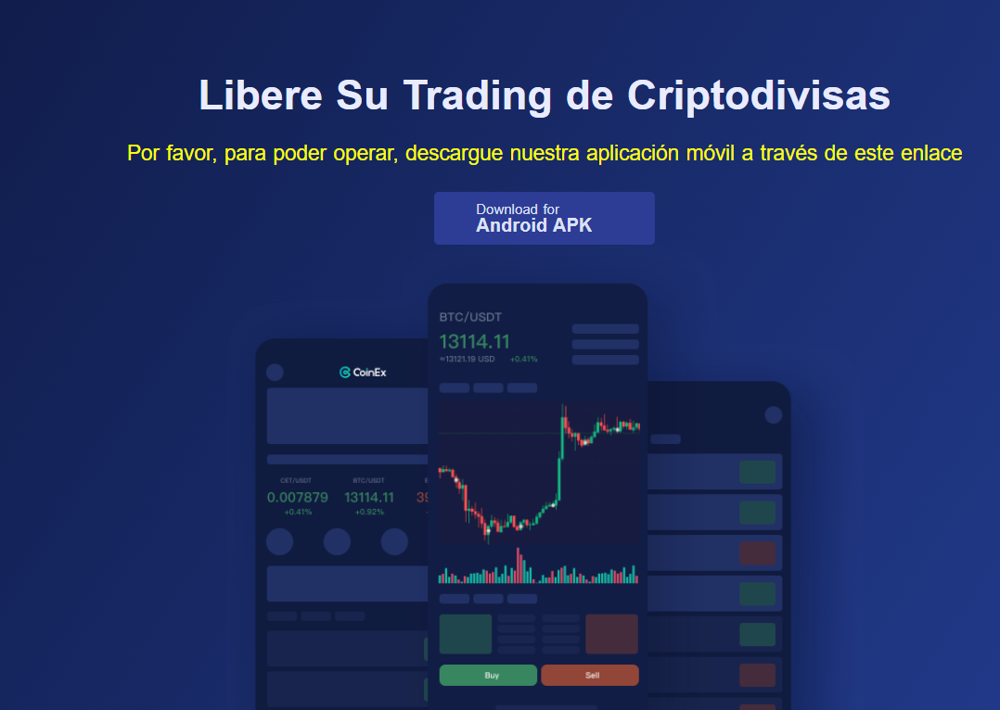 Libere Su Trading de Criptodivisas
Por favor, para poder operar, descargue nuestra aplicación móvil a través de este enlace
Download for
Android APK
BTC/USDT
13114.11
≈13121.19 USD +0.41%
CoinEx
CET/USDT BTC/USDT
0.007879 13114.11 39
+0.41% +0.92%
Buy Sell